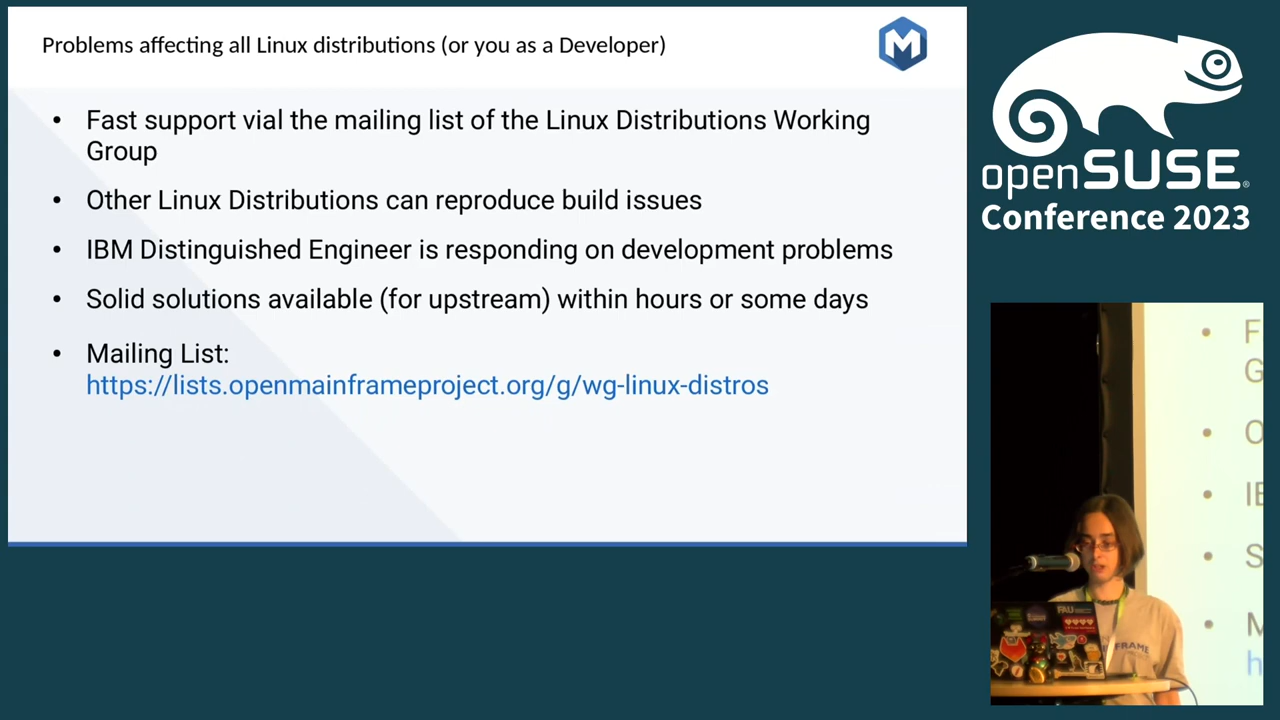 Problems affecting all Linux distributions (or you as a Developer)
M
• Fast support vial the mailing list of the Linux Distributions Working
Group
• Other Linux Distributions can reproduce build issues
• IBM Distinguished Engineer is responding on development problems
• Solid solutions available (for upstream) within hours or some days
• Mailing List:
https://lists.openmainframeproject.org/g/wg-linux-distros
openSUSE®
Conference 2023
• F
G
• O
• IE
• S
• M
h
FAU
FRAME